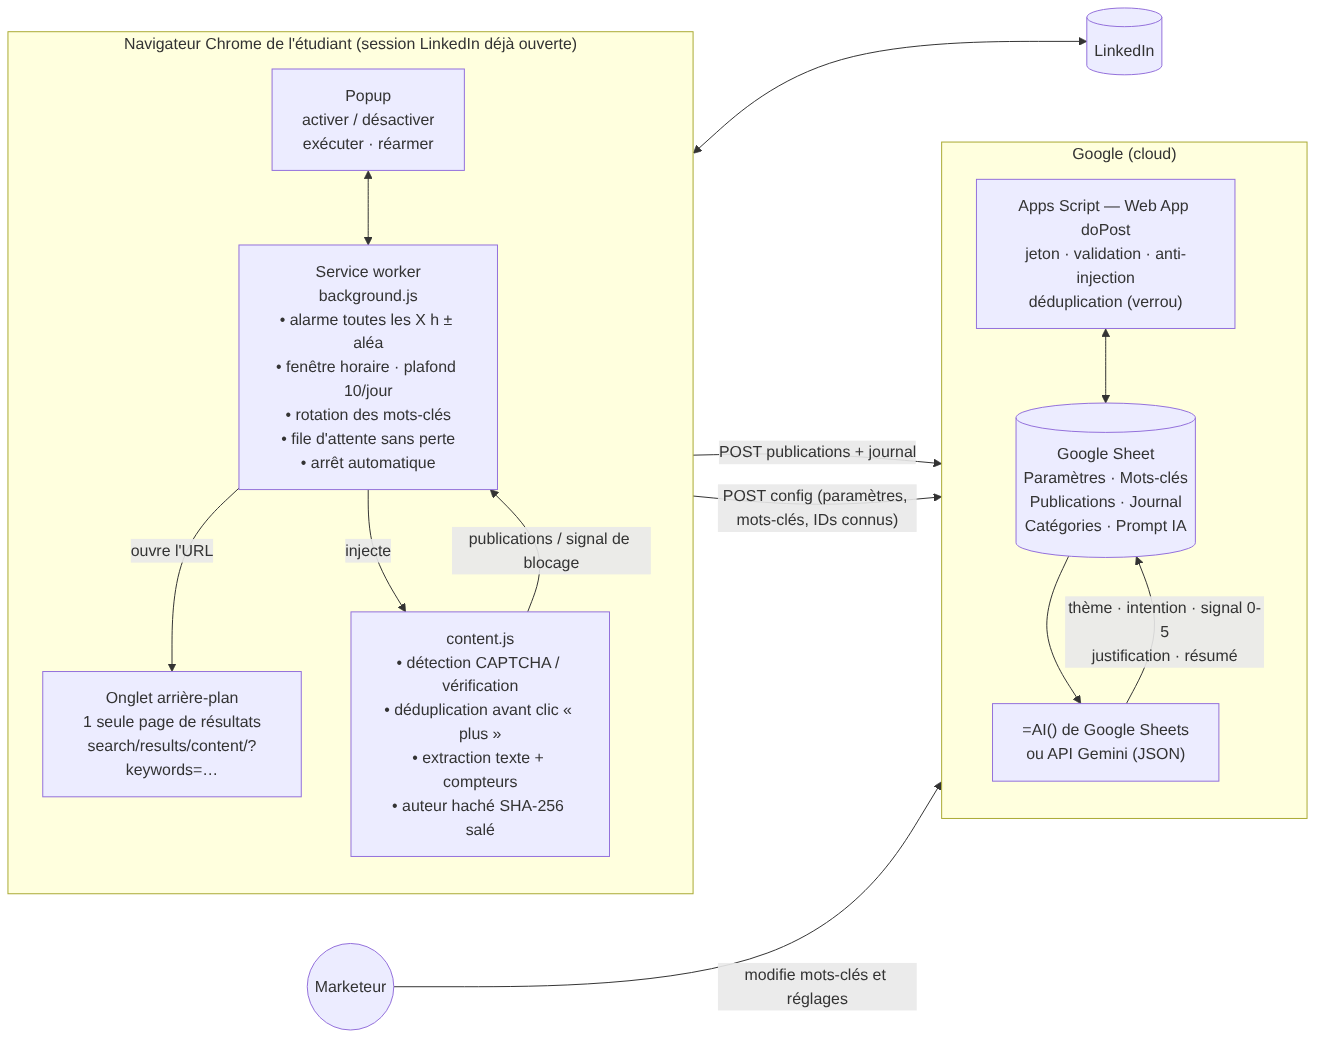 Navigateur Chrome de l'étudiant (session LinkedIn déjà ouverte)
Popup
activer / désactiver
exécuter · réarmer
Service worker
background.js
• alarme toutes les X h ±
aléa
• fenêtre horaire · plafond
10/jour
• rotation des mots-clés
• file d'attente sans perte
• arrêt automatique
ouvre l'URL
injecte
publications / signal de
blocage
Onglet arrière-plan
1 seule page de résultats
search/results/content/?
keywords=…
content.js
• détection CAPTCHA /
vérification
• déduplication avant clic «
plus »
• extraction texte +
compteurs
• auteur haché SHA-256
salé
LinkedIn
POST publications + journal
POST config (paramètres,
mots-clés, IDs connus)
Google (cloud)
Apps Script — Web App
doPost
jeton · validation · anti-
injection
déduplication (verrou)
Google Sheet
Paramètres · Mots-clés
Publications · Journal
Catégories · Prompt IA
thème · intention · signal 0-
5
justification · résumé
=AI() de Google Sheets
ou API Gemini (JSON)
Marketeur
modifie mots-clés et
réglages